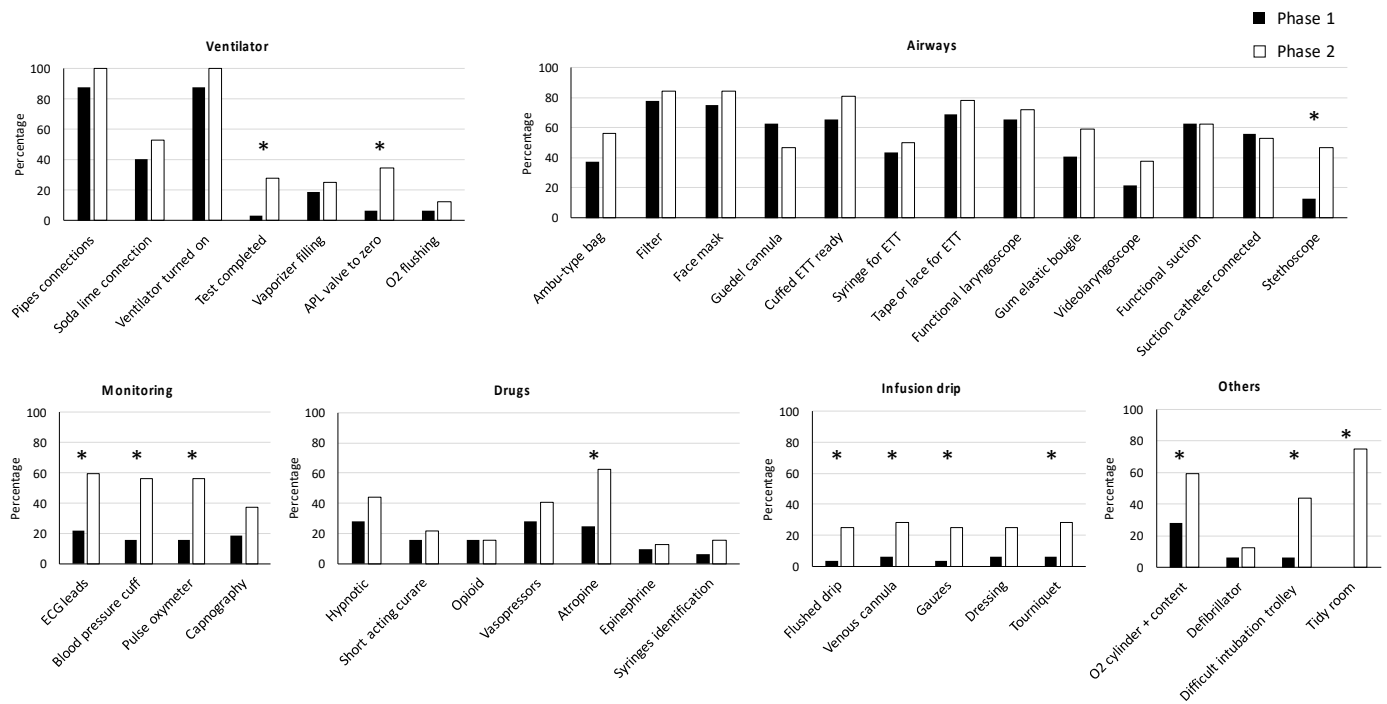 Phase 1
Phase 2
Ventilator
Percentage
100
80
60
40
20
0
*
*
Pipes connections
Soda line connection
Ventilator turned on
Test completed
Vaporizer filling
APL valve to zero
O2 flushing
Airways
Percentage
100
80
60
40
20
0
*
Ambu-type bag
Filter
Face mask
Guedel cannula
Cuffed ETT ready
Syringe for ETT
Tape or lace for ETT
Functional laryngoscope
Gum elastic bougie
Videolaryngoscope
Functional suction
Suction catheter connected
Stethoscope
Monitoring
Percentage
100
80
60
40
20
0
*
*
*
ECG leads
Blood pressure cuff
Pulse oxymeter
Capnography
Drugs
Percentage
100
80
60
40
20
0
*
Hypnotic
Short acting curare
Opioid
Vasopressors
Atropine
Epinephrine
Syringes identification
Infusion drip
Percentage
100
80
60
40
20
0
*
*
*
*
Flushed drip
Venous cannula
Gauzes
Dressing
Tourniquet
Others
Percentage
100
80
60
40
20
0
*
*
*
O2 cylinder + content
Defibrillator
Difficult intubation trolley
Tidy room